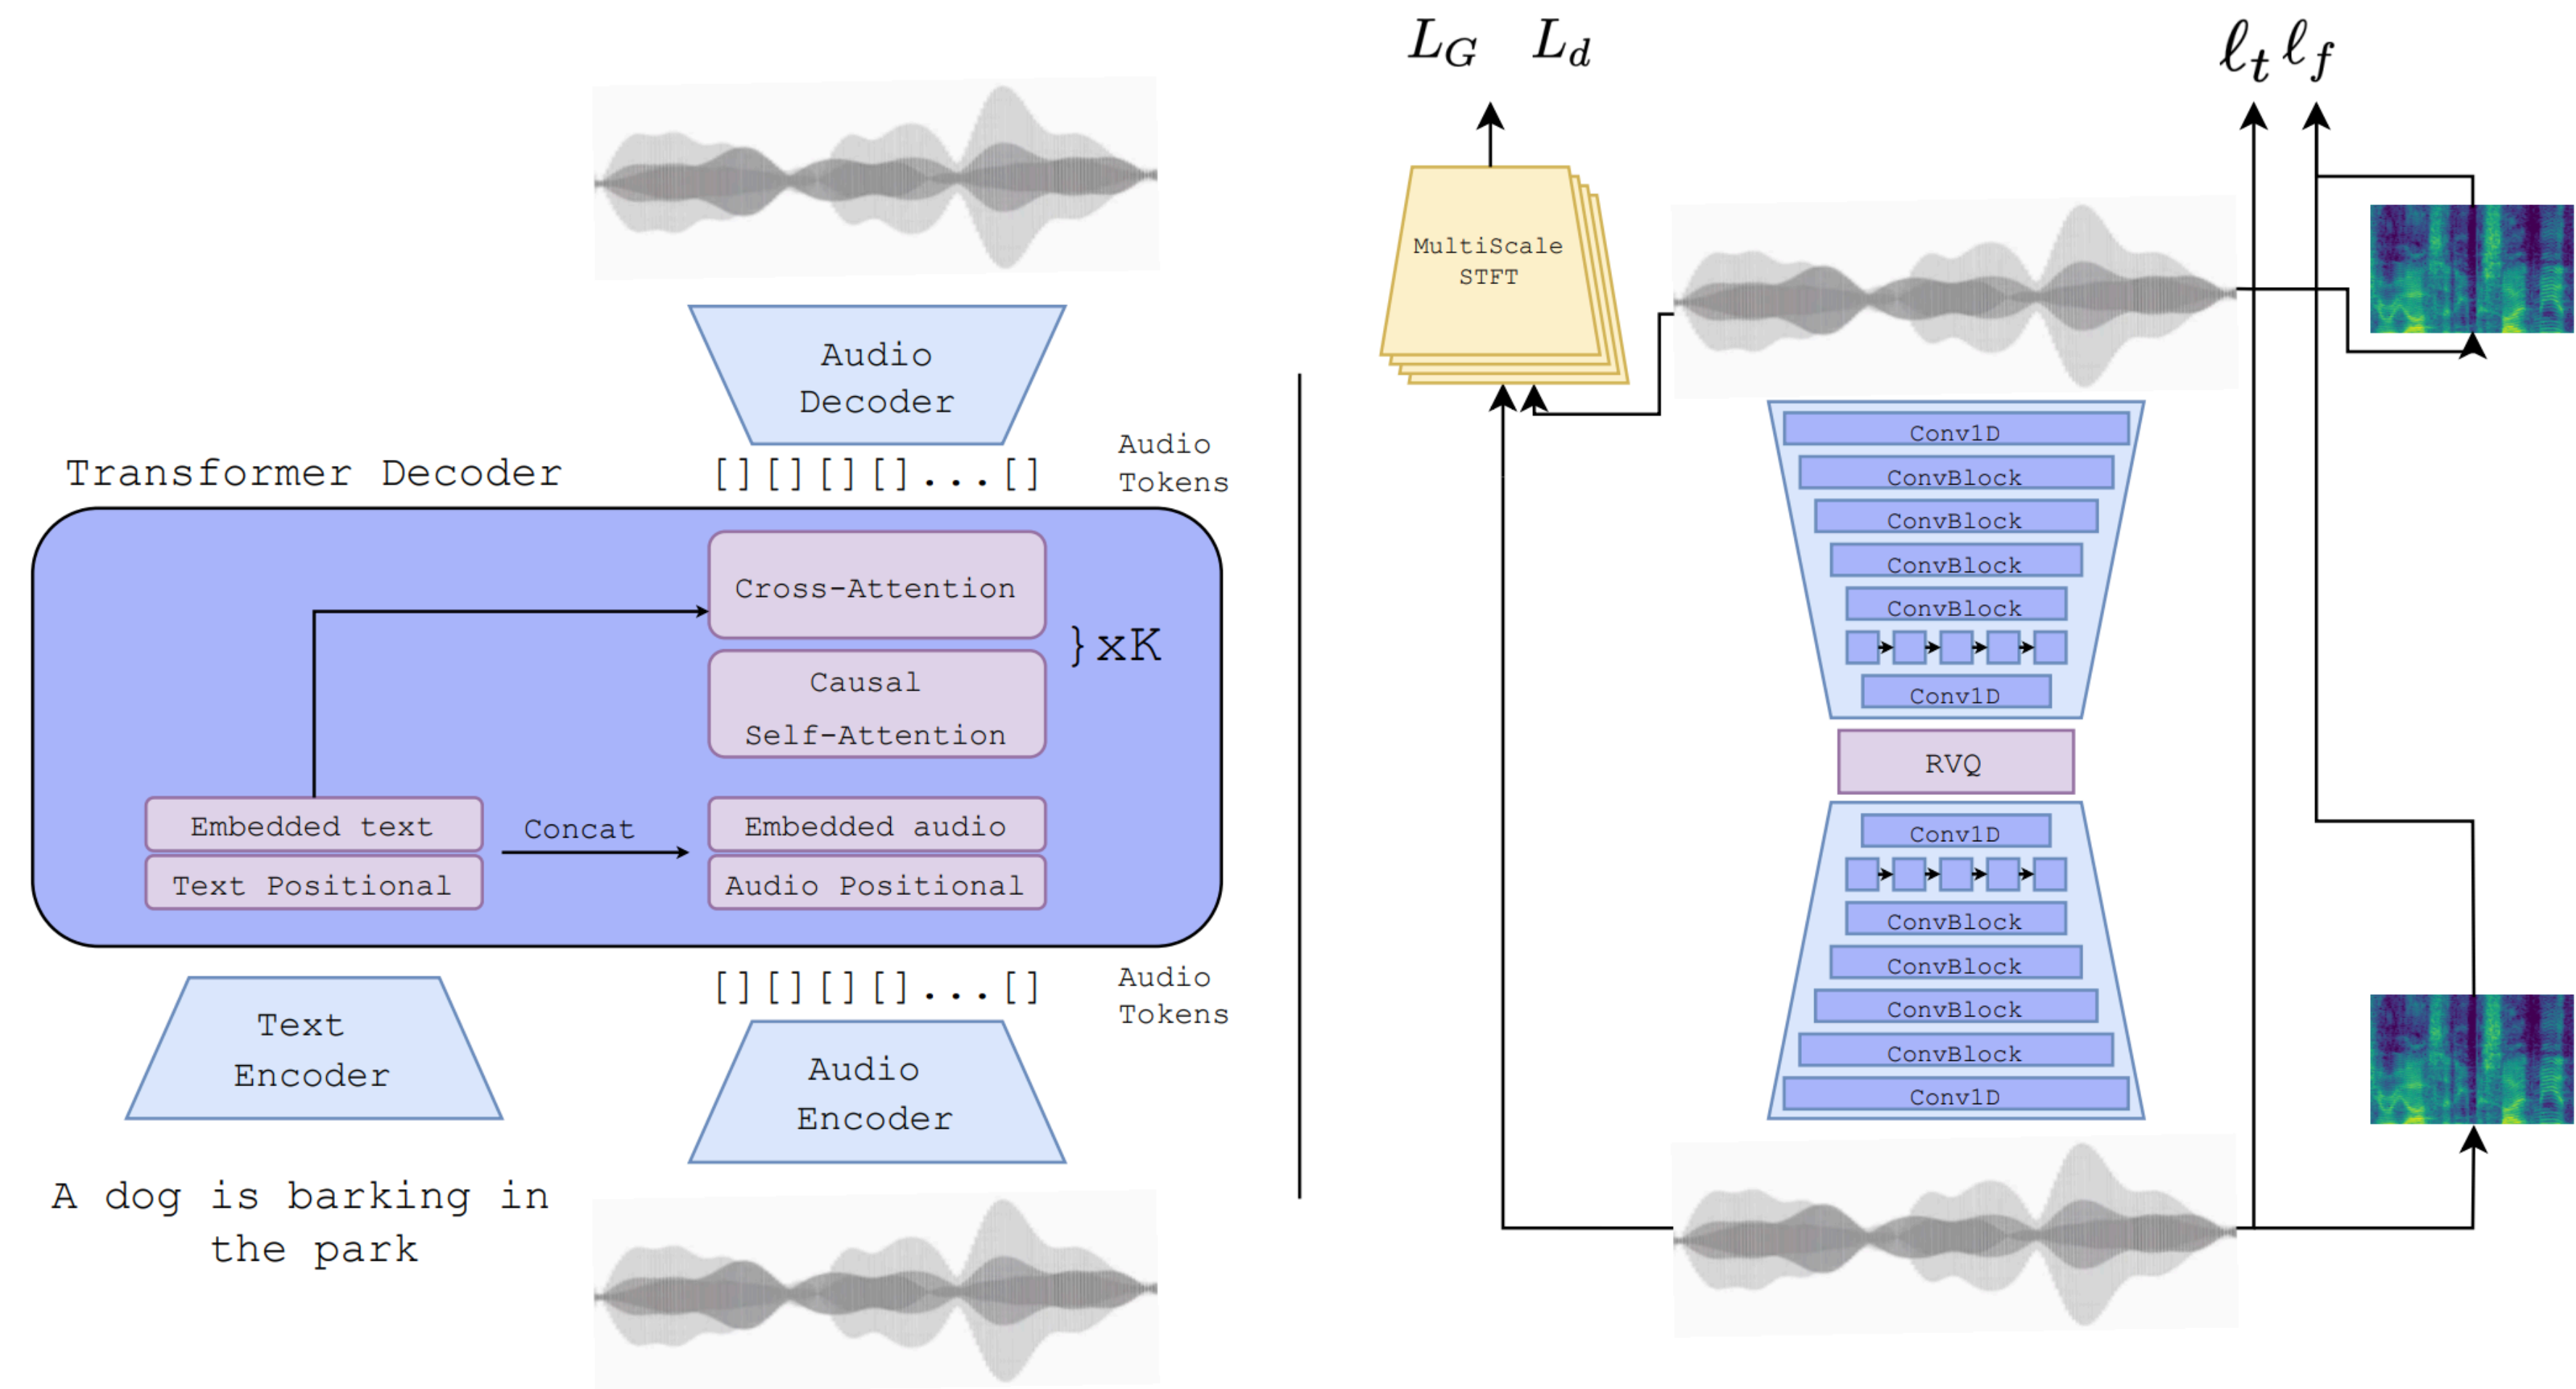 Audio
Decoder
Transformer Decoder
[][][][]...[]
Audio
Tokens
Cross-Attention
Causal
Self-Attention
}xK
Embedded text
Text Positional
Concat
Embedded audio
Audio Positional
Text
Encoder
[][][][]...[]
Audio
Tokens
Audio
Encoder
A dog is barking in
the park
L_G L_d
ℓ_t ℓ_f
MultiScale
STFT
Conv1D
ConvBlock
ConvBlock
ConvBlock
ConvBlock
Conv1D
RVQ
Conv1D
ConvBlock
ConvBlock
ConvBlock
ConvBlock
Conv1D